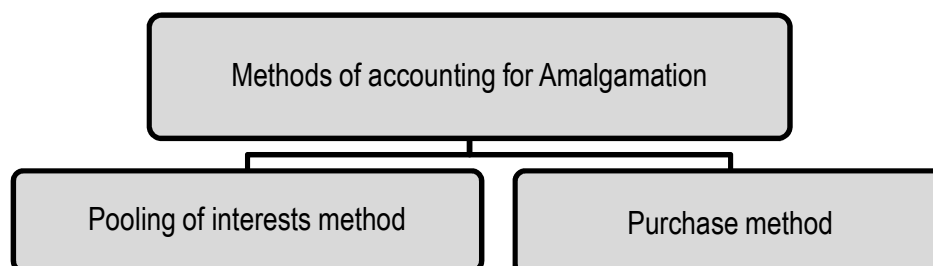 Methods of accounting for Amalgamation
Pooling of interests method
Purchase method